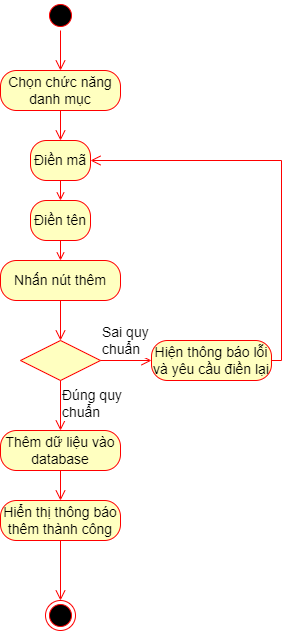 Chọn chức năng
danh mục
Điền mã
Điền tên
Nhấn nút thêm
Sai quy
chuẩn
Hiện thông báo lỗi
và yêu cầu điền lại
Đúng quy
chuẩn
Thêm dữ liệu vào
database
Hiển thị thông báo
thêm thành công